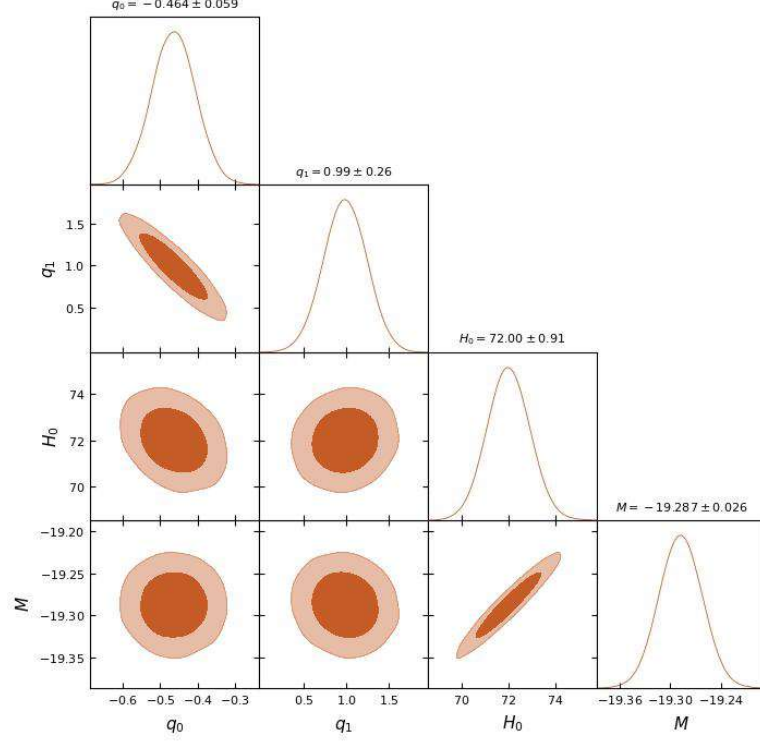 q₀ = −0.464 ± 0.059
q₁ = 0.99 ± 0.26
1.5
1.0
0.5
q₁
H₀ = 72.00 ± 0.91
74
72
70
H₀
M = −19.287 ± 0.026
−19.20
−19.25
−19.30
−19.35
M
−0.6 −0.5 −0.4 −0.3
0.5 1.0 1.5
70 72 74
−19.36 −19.30 −19.24
q₀ q₁ H₀ M